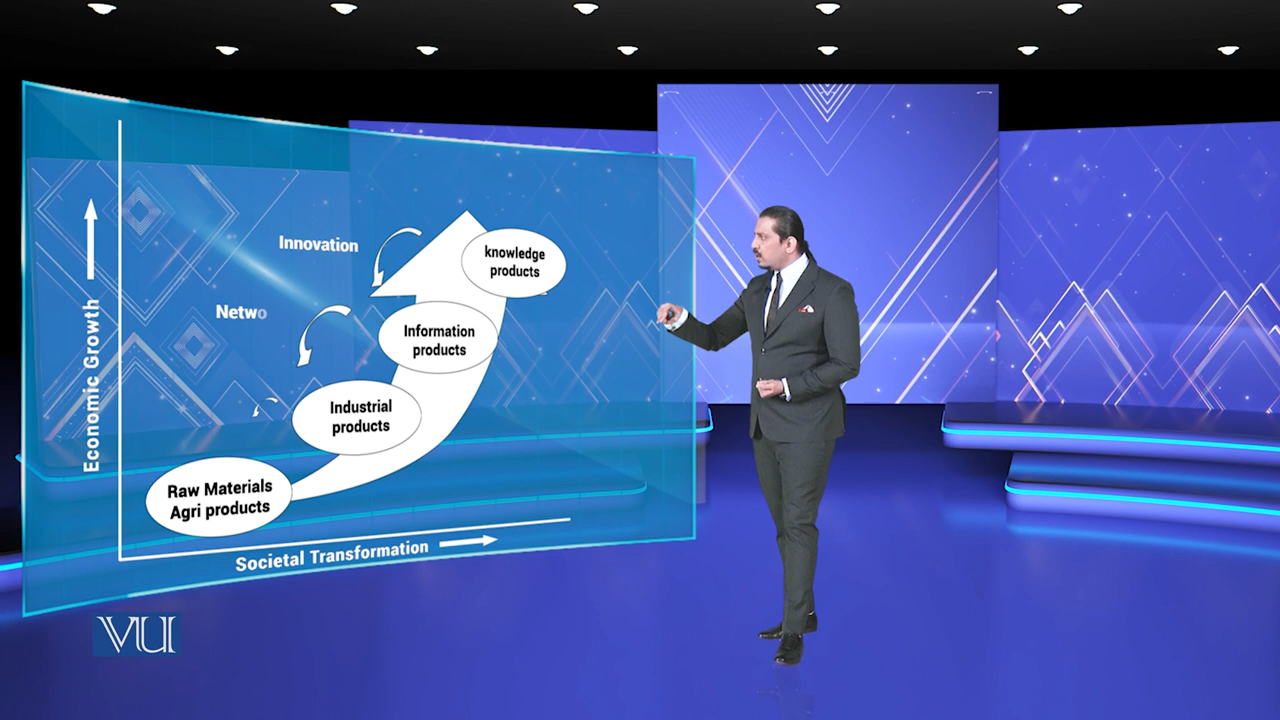 Innovation
knowledge
products
Netwo
Information
products
Economic Growth
Industrial
products
Raw Materials
Agri products
Societal Transformation
VU